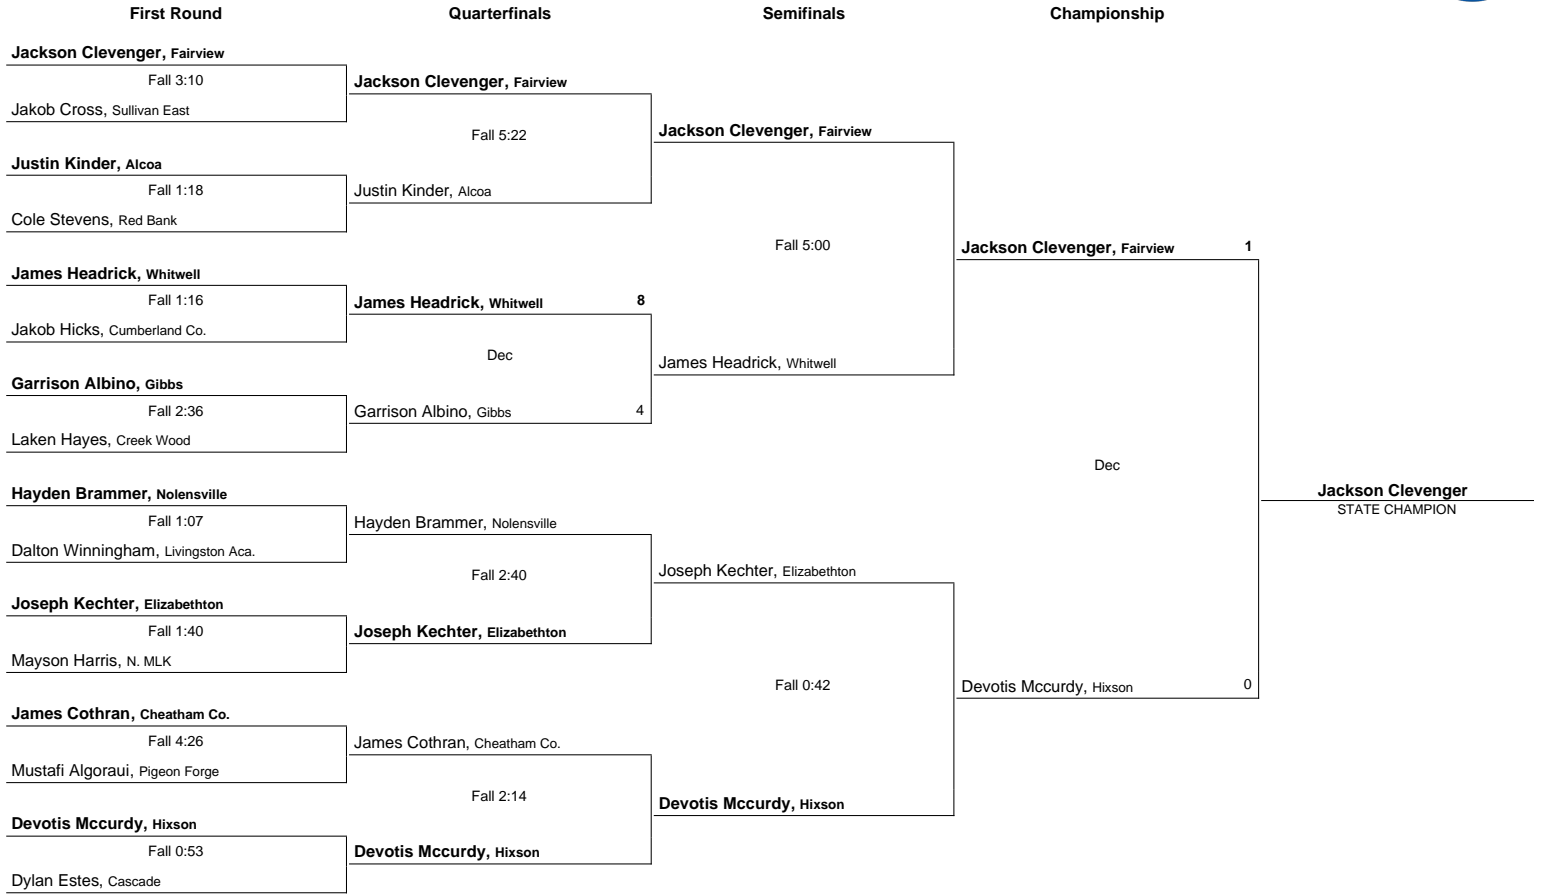 First Round Quarterfinals Semifinals Championship
Jackson Clevenger, Fairview
Fall 3:10
Jakob Cross, Sullivan East
Justin Kinder, Alcoa
Fall 1:18
Cole Stevens, Red Bank
James Headrick, Whitwell
Fall 1:16
Jakob Hicks, Cumberland Co.
Garrison Albino, Gibbs
Fall 2:36
Laken Hayes, Creek Wood
Hayden Brammer, Nolensville
Fall 1:07
Dalton Winningham, Livingston Aca.
Joseph Kechter, Elizabethton
Fall 1:40
Mayson Harris, N. MLK
James Cothran, Cheatham Co.
Fall 4:26
Mustafi Algoraui, Pigeon Forge
Devotis Mccurdy, Hixson
Fall 0:53
Dylan Estes, Cascade
Jackson Clevenger, Fairview
Fall 5:22
Justin Kinder, Alcoa
James Headrick, Whitwell 8
Dec
Garrison Albino, Gibbs 4
Hayden Brammer, Nolensville
Fall 2:40
Joseph Kechter, Elizabethton
James Cothran, Cheatham Co.
Fall 2:14
Devotis Mccurdy, Hixson
Jackson Clevenger, Fairview
Fall 5:00
James Headrick, Whitwell
Joseph Kechter, Elizabethton
Fall 0:42
Devotis Mccurdy, Hixson
Jackson Clevenger, Fairview 1
Dec
Devotis Mccurdy, Hixson 0
Jackson Clevenger
STATE CHAMPION